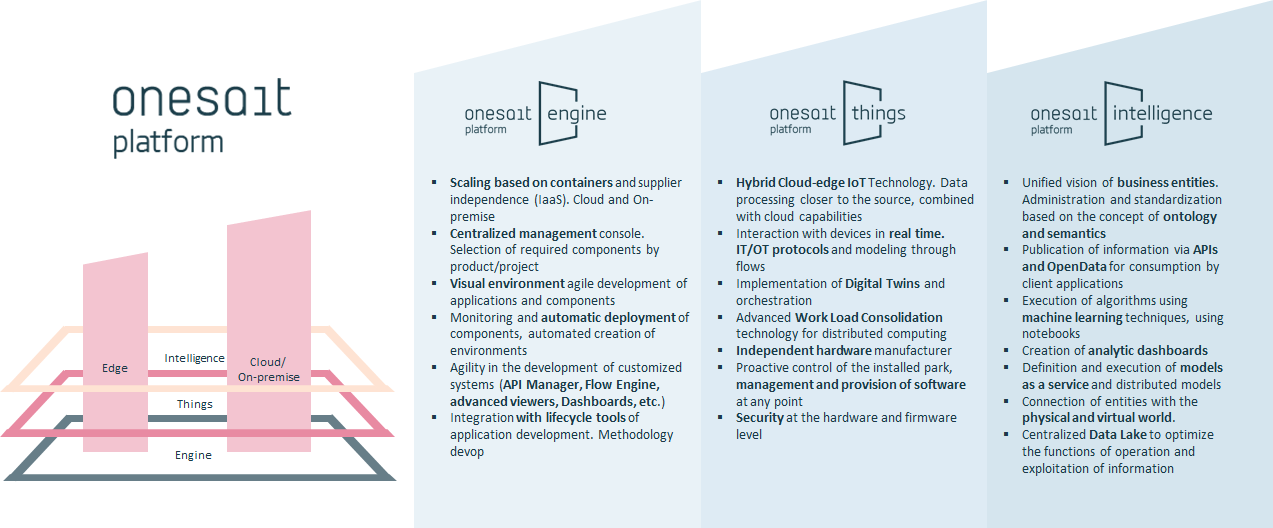 onesait
platform
Edge
Intelligence
Cloud/
On-premise
Things
Engine
onesait
platform
engine
▪ Scaling based on containers and supplier
independence (IaaS). Cloud and On-
premise
▪ Centralized management console.
Selection of required components by
product/project
▪ Visual environment agile development of
applications and components
▪ Monitoring and automatic deployment of
components, automated creation of
environments
▪ Agility in the development of customized
systems (API Manager, Flow Engine,
advanced viewers, Dashboards, etc.)
▪ Integration with lifecycle tools of
application development. Methodology
devop
onesait
platform
things
▪ Hybrid Cloud-edge IoT Technology. Data
processing closer to the source, combined
with cloud capabilities
▪ Interaction with devices in real time.
IT/OT protocols and modeling through
flows
▪ Implementation of Digital Twins and
orchestration
▪ Advanced Work Load Consolidation
technology for distributed computing
▪ Independent hardware manufacturer
▪ Proactive control of the installed park,
management and provision of software
at any point
▪ Security at the hardware and firmware
level
onesait
platform
intelligence
▪ Unified vision of business entities.
Administration and standardization
based on the concept of ontology
and semantics
▪ Publication of information via APIs
and OpenData for consumption by
client applications
▪ Execution of algorithms using
machine learning techniques, using
notebooks
▪ Creation of analytic dashboards
▪ Definition and execution of models
as a service and distributed models
▪ Connection of entities with the
physical and virtual world.
▪ Centralized Data Lake to optimize
the functions of operation and
exploitation of information